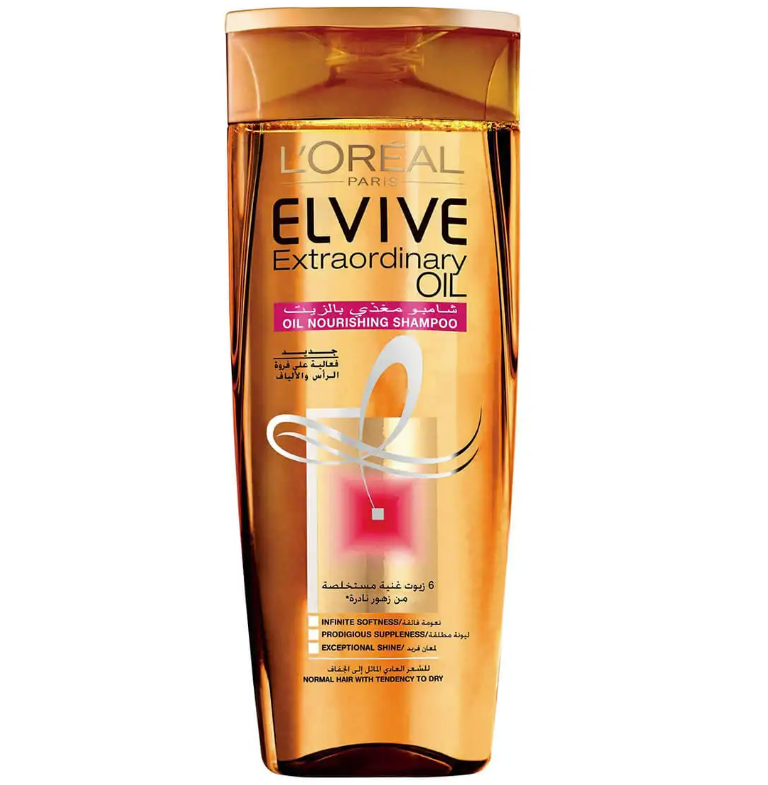 L'ORÉAL
PARIS
ELVIVE
Extraordinary
OIL
شامبو مغذّي بالزيت
OIL NOURISHING SHAMPOO
جديد
فعالية على فروة
الرأس والألياف
6 زيوت غنية مستخلصة
من زهور نادرة*
INFINITE SOFTNESS/نعومة فائقة
PRODIGIOUS SUPPLENESS/ليونة مطلقة
EXCEPTIONAL SHINE/لمعان فريد
للشعر العادي المائل إلى الجفاف
NORMAL HAIR WITH TENDENCY TO DRY